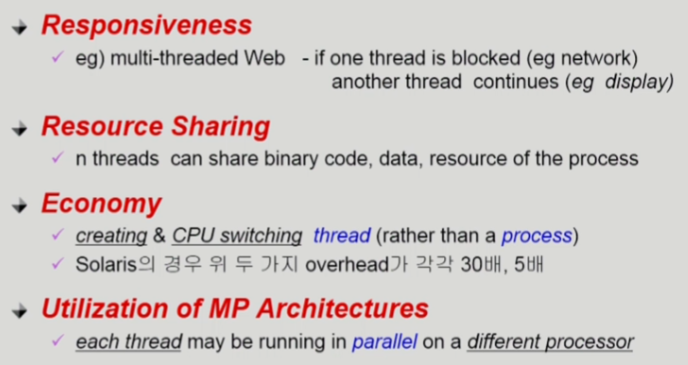 Responsiveness
eg) multi-threaded Web - if one thread is blocked (eg network)
another thread continues (eg display)
Resource Sharing
n threads can share binary code, data, resource of the process
Economy
creating & CPU switching thread (rather than a process)
Solaris의 경우 위 두 가지 overhead가 각각 30배, 5배
Utilization of MP Architectures
each thread may be running in parallel on a different processor